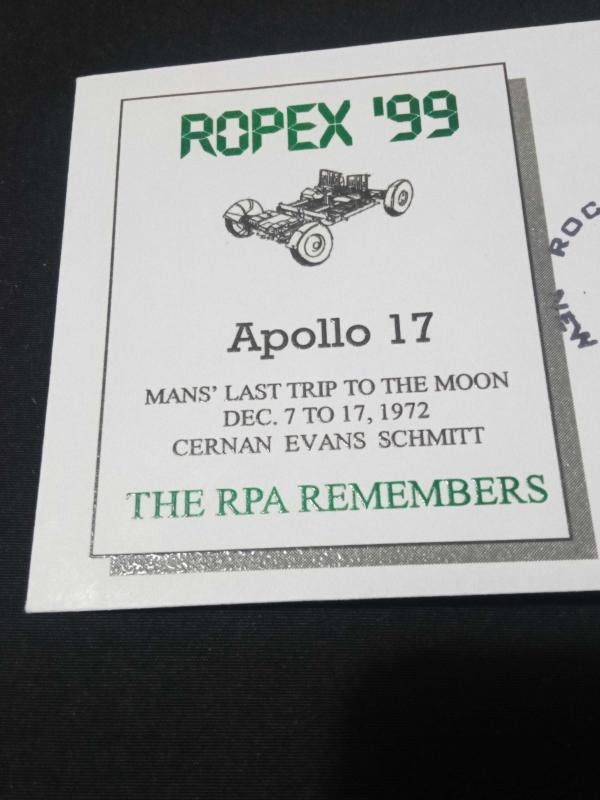 ROPEX '99
Apollo 17
MANS' LAST TRIP TO THE MOON
DEC. 7 TO 17, 1972
CERNAN EVANS SCHMITT
THE RPA REMEMBERS
ROC
NEW